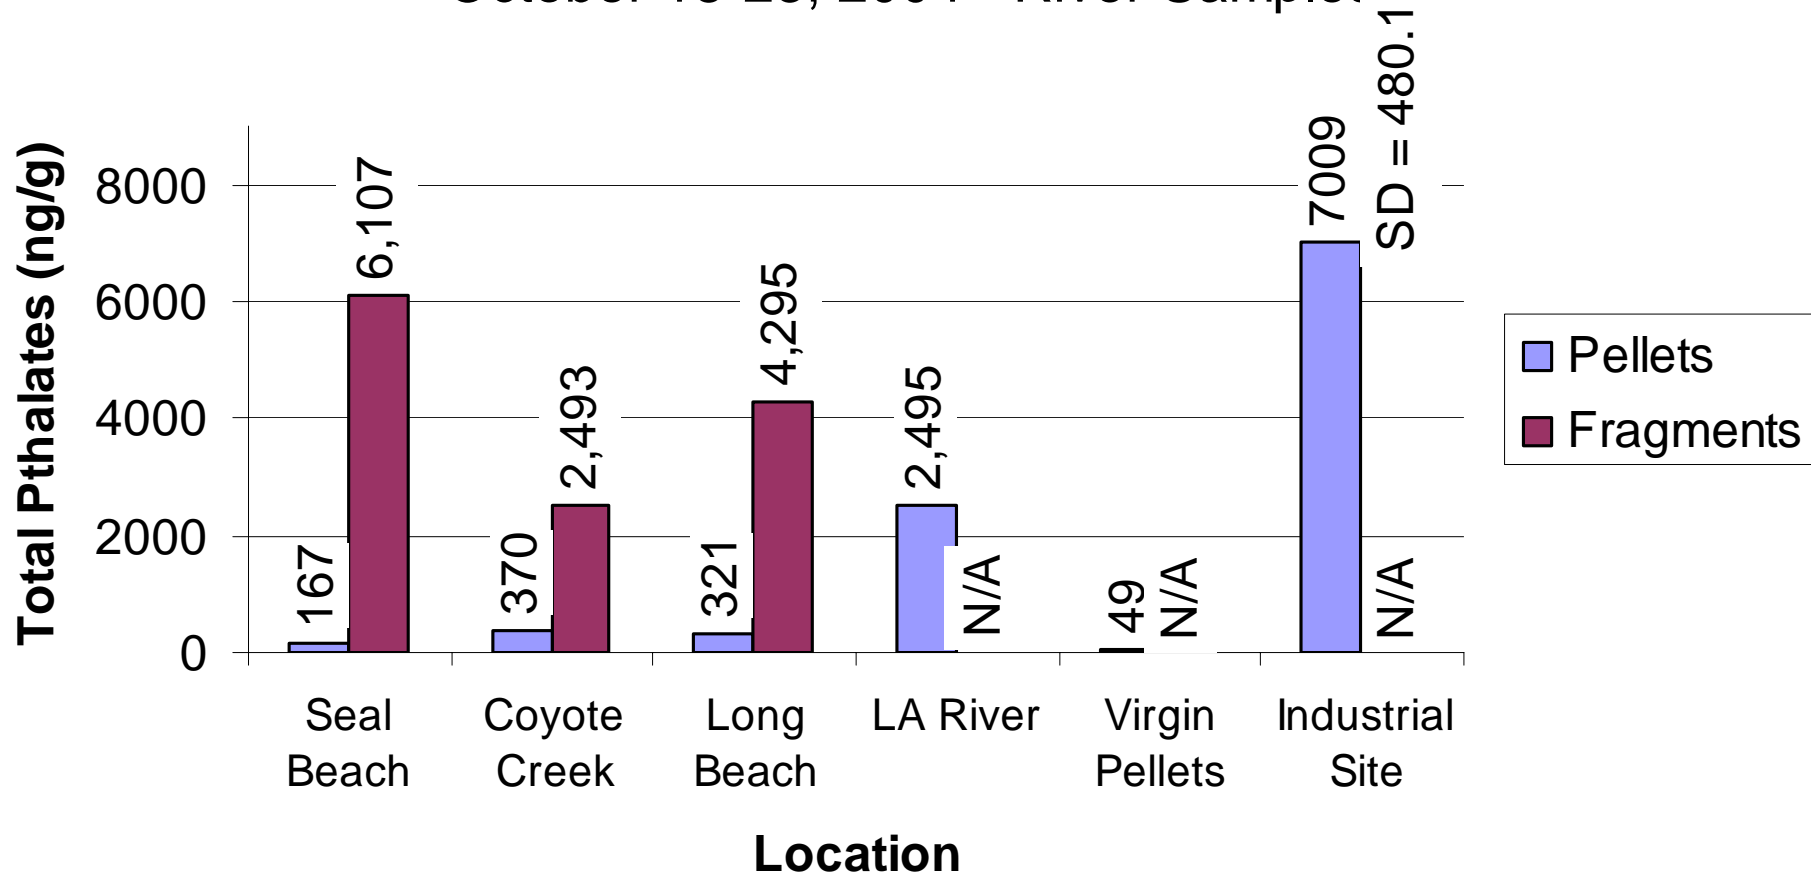 SD = 480.1
Total Pthalates (ng/g)
8000
6000
4000
2000
0
167
6,107
370
2,493
321
4,295
2,495
N/A
49
N/A
7009
N/A
Seal
Beach
Coyote
Creek
Long
Beach
LA River
Virgin
Pellets
Industrial
Site
Location
Pellets
Fragments